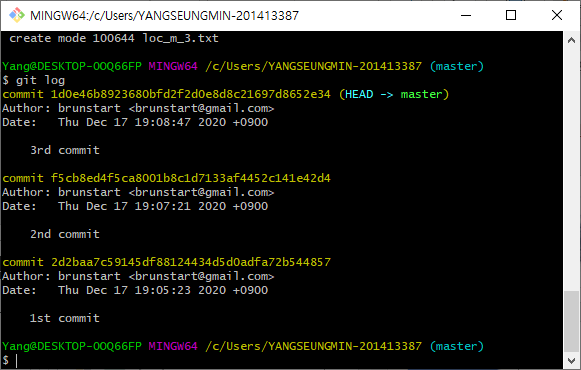 MINGW64:/c/Users/YANGSEUNGMIN-201413387
create mode 100644 loc_m_3.txt
Yang@DESKTOP-OOQ66FP MINGW64 /c/Users/YANGSEUNGMIN-201413387 (master)
$ git log
commit 1d0e46b8923680bfd2f2d0e8d8c21697d8652e34 (HEAD -> master)
Author: brunstart <brunstart@gmail.com>
Date:   Thu Dec 17 19:08:47 2020 +0900
3rd commit
commit f5cb8ed4f5ca8001b8c1d7133af4452c141e42d4
Author: brunstart <brunstart@gmail.com>
Date:   Thu Dec 17 19:07:21 2020 +0900
2nd commit
commit 2d2baa7c59145df88124434d5d0adfa72b544857
Author: brunstart <brunstart@gmail.com>
Date:   Thu Dec 17 19:05:23 2020 +0900
1st commit
Yang@DESKTOP-OOQ66FP MINGW64 /c/Users/YANGSEUNGMIN-201413387 (master)
$